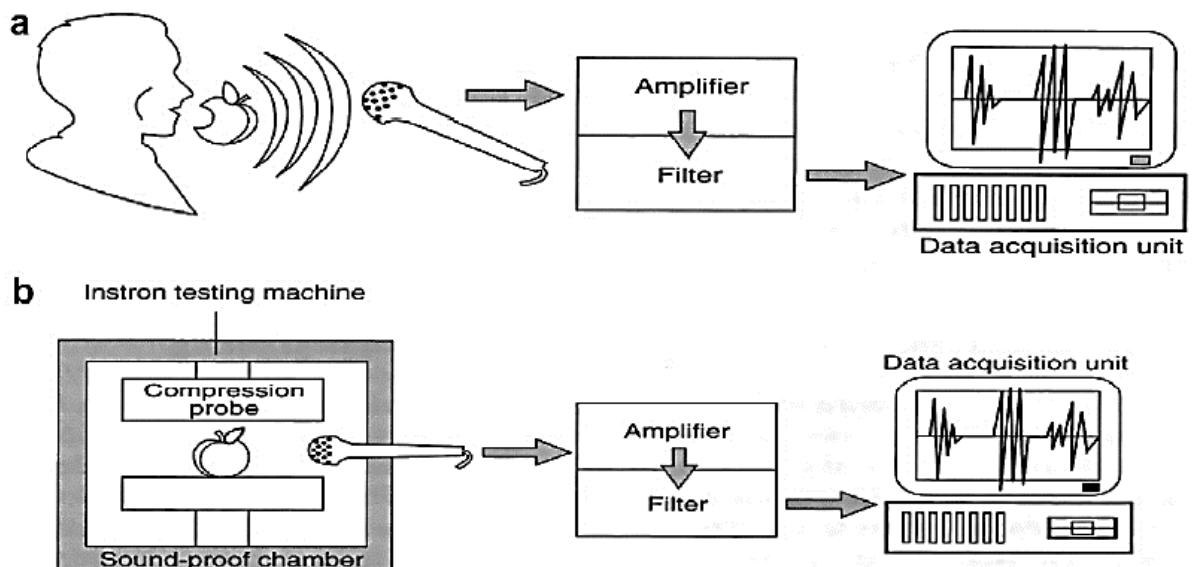 a
Amplifier
Filter
Data acquisition unit
b
Instron testing machine
Compression
probe
Sound-proof chamber
Amplifier
Filter
Data acquisition unit